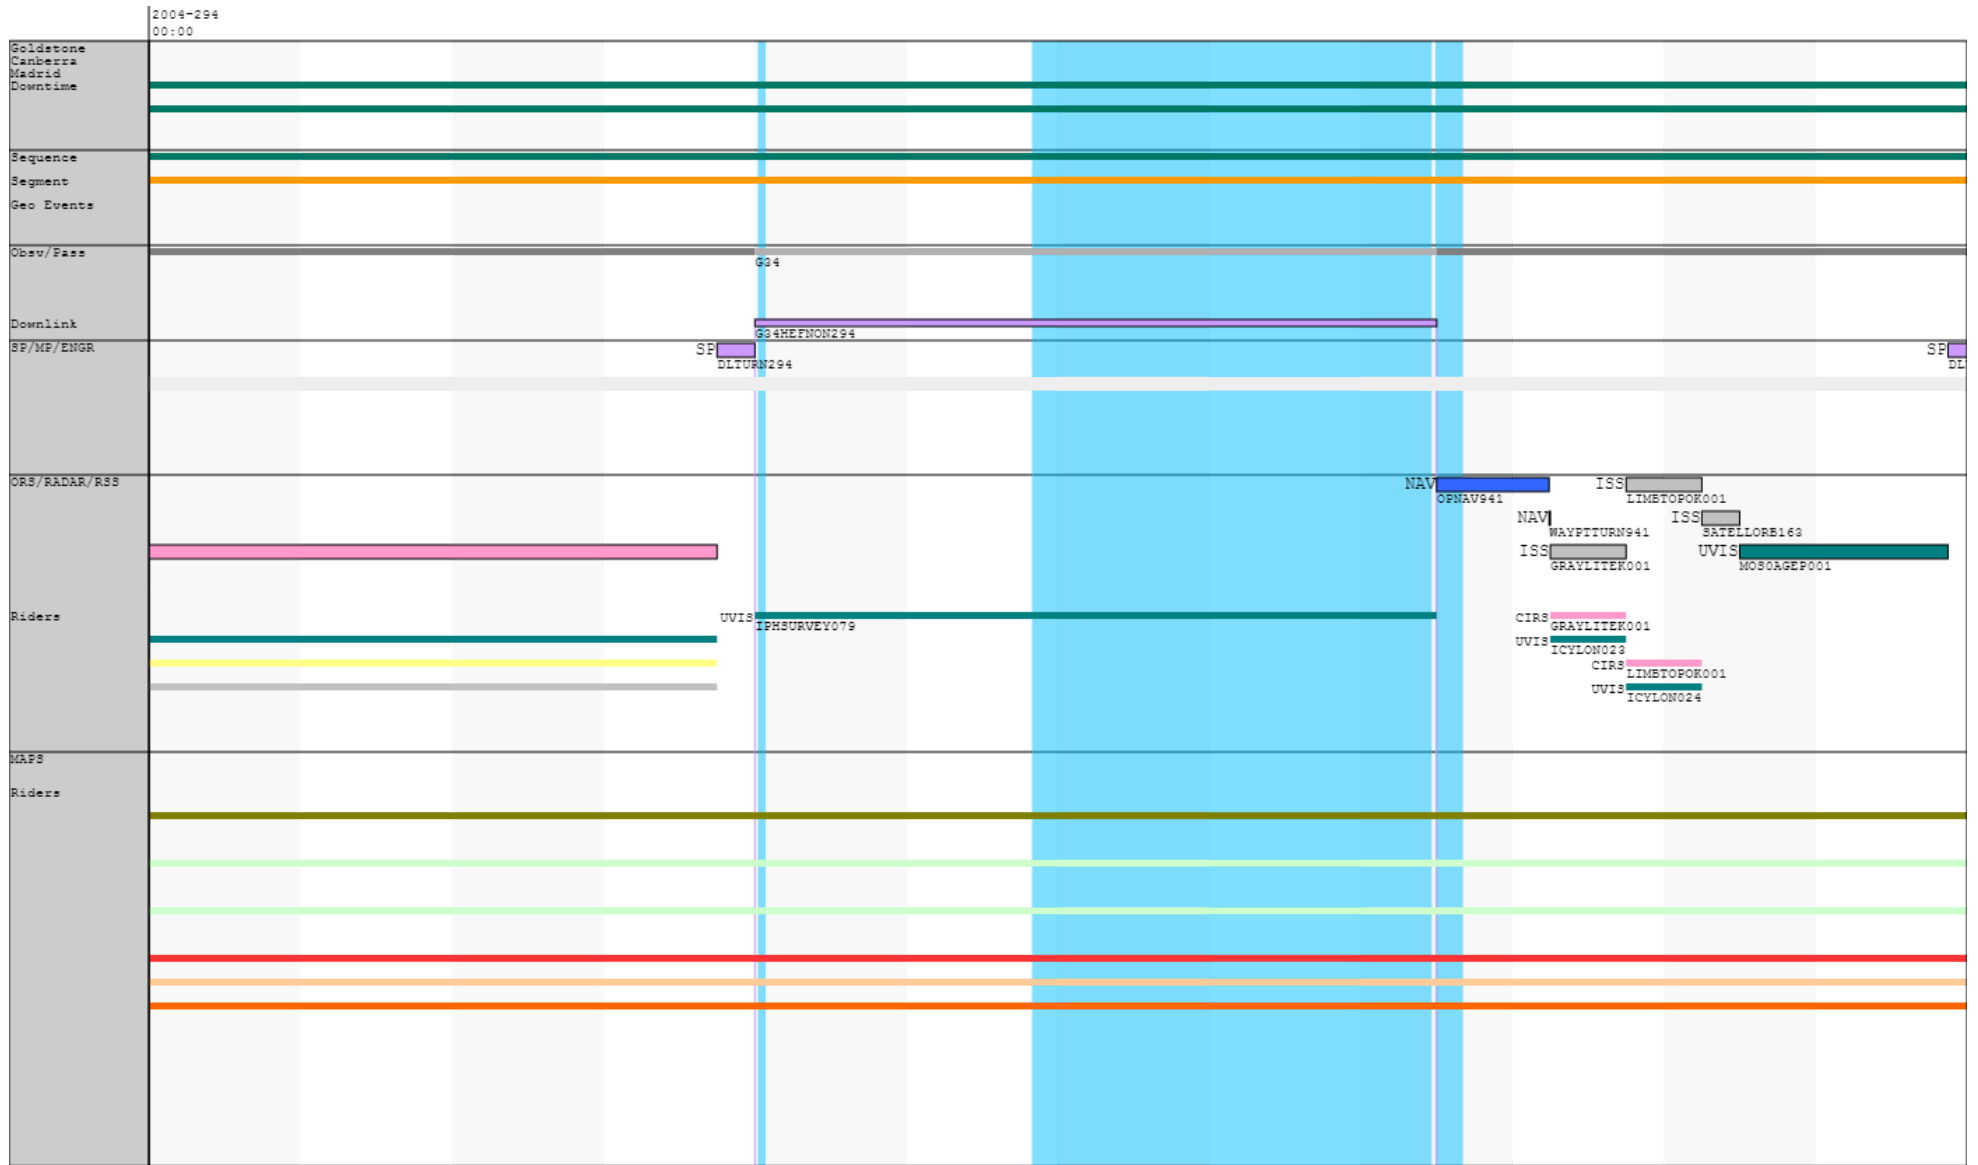 2004-294
00:00
Goldstone
Canberra
Madrid
Downtime
Sequence
Segment
Geo Events
Obsv/Pass
G34
Downlink
G34HEFNON294
SP/MP/ENGR
SP
SP
DLTURN294
DL
ORS/RADAR/RSS
NAV
ISS
OPNAV941
LIMBTOPOK001
NAV
ISS
WAYPTTURN941
SATELLORB163
ISS
UVIS
GRAYLITEK001
MOS0AGEP001
Riders
UVIS
CIRS
IPHSURVEY079
GRAYLITEK001
UVIS
ICYLON023
CIRS
LIMBTOPOK001
UVIS
ICYLON024
MAPS
Riders